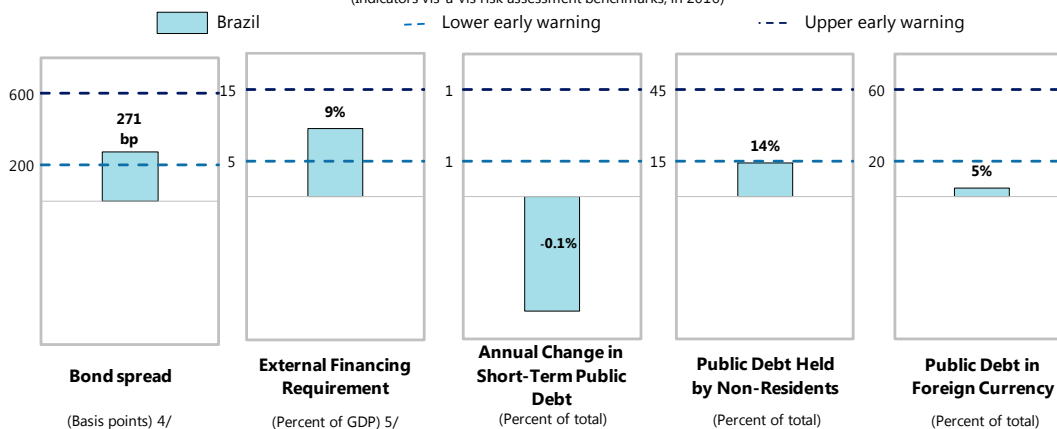 (Indicators vis-à-vis risk assessment benchmarks, in 2016)
Brazil
Lower early warning
Upper early warning
600
200
271
bp
15
5
9%
1
1
-0.1%
45
15
14%
60
20
5%
Bond spread
(Basis points) 4/
External Financing
Requirement
(Percent of GDP) 5/
Annual Change in
Short-Term Public
Debt
(Percent of total)
Public Debt Held
by Non-Residents
(Percent of total)
Public Debt in
Foreign Currency
(Percent of total)